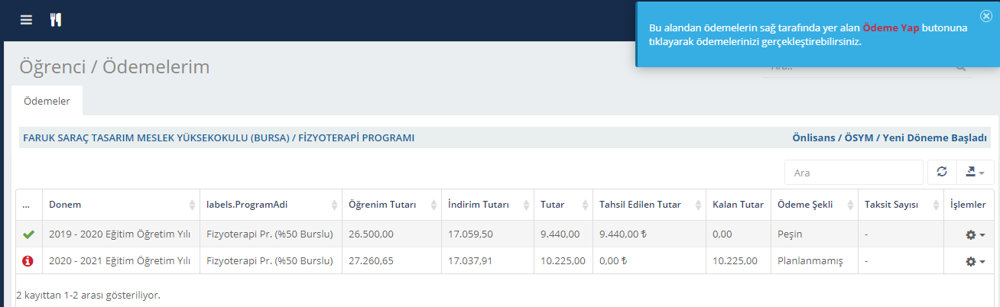 Bu alandan ödemelerin sağ tarafında yer alan Ödeme Yap butonuna
tıklayarak ödemelerinizi gerçekleştirebilirsiniz.
Öğrenci / Ödemelerim
Ara..
Ödemeler
FARUK SARAÇ TASARIM MESLEK YÜKSEKOKULU (BURSA) / FİZYOTERAPİ PROGRAMI Önlisans / ÖSYM / Yeni Döneme Başladı
Ara
... Donem labels.ProgramAdi Öğrenim Tutarı İndirim Tutarı Tutar Tahsil Edilen Tutar Kalan Tutar Ödeme Şekli Taksit Sayısı İşlemler
2019 - 2020 Eğitim Öğretim Yılı Fizyoterapi Pr. (%50 Burslu) 26.500,00 17.059,50 9.440,00 9.440,00 ₺ 0,00 Peşin -
2020 - 2021 Eğitim Öğretim Yılı Fizyoterapi Pr. (%50 Burslu) 27.260,65 17.037,91 10.225,00 0,00 ₺ 10.225,00 Planlanmamış -
2 kayıttan 1-2 arası gösteriliyor.